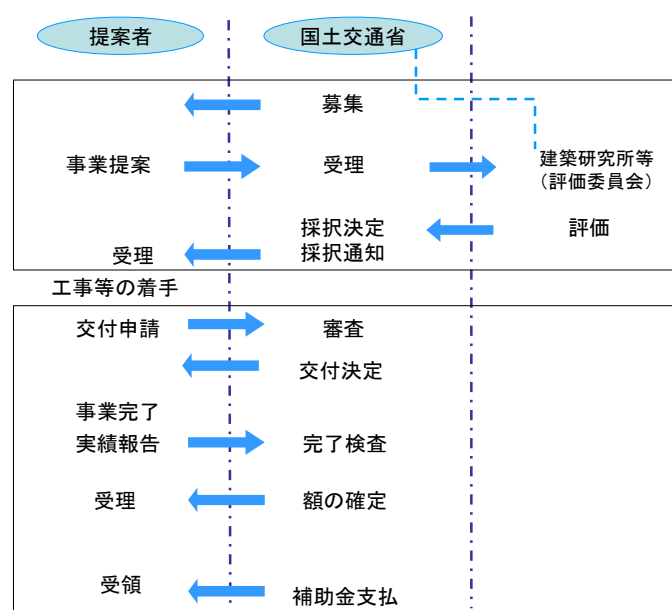 提案者
国土交通省
募集
事業提案
受理
建築研究所等
（評価委員会）
採択決定
評価
受理
採択通知
工事等の着手
交付申請
審査
交付決定
事業完了
実績報告
完了検査
受理
額の確定
受領
補助金支払